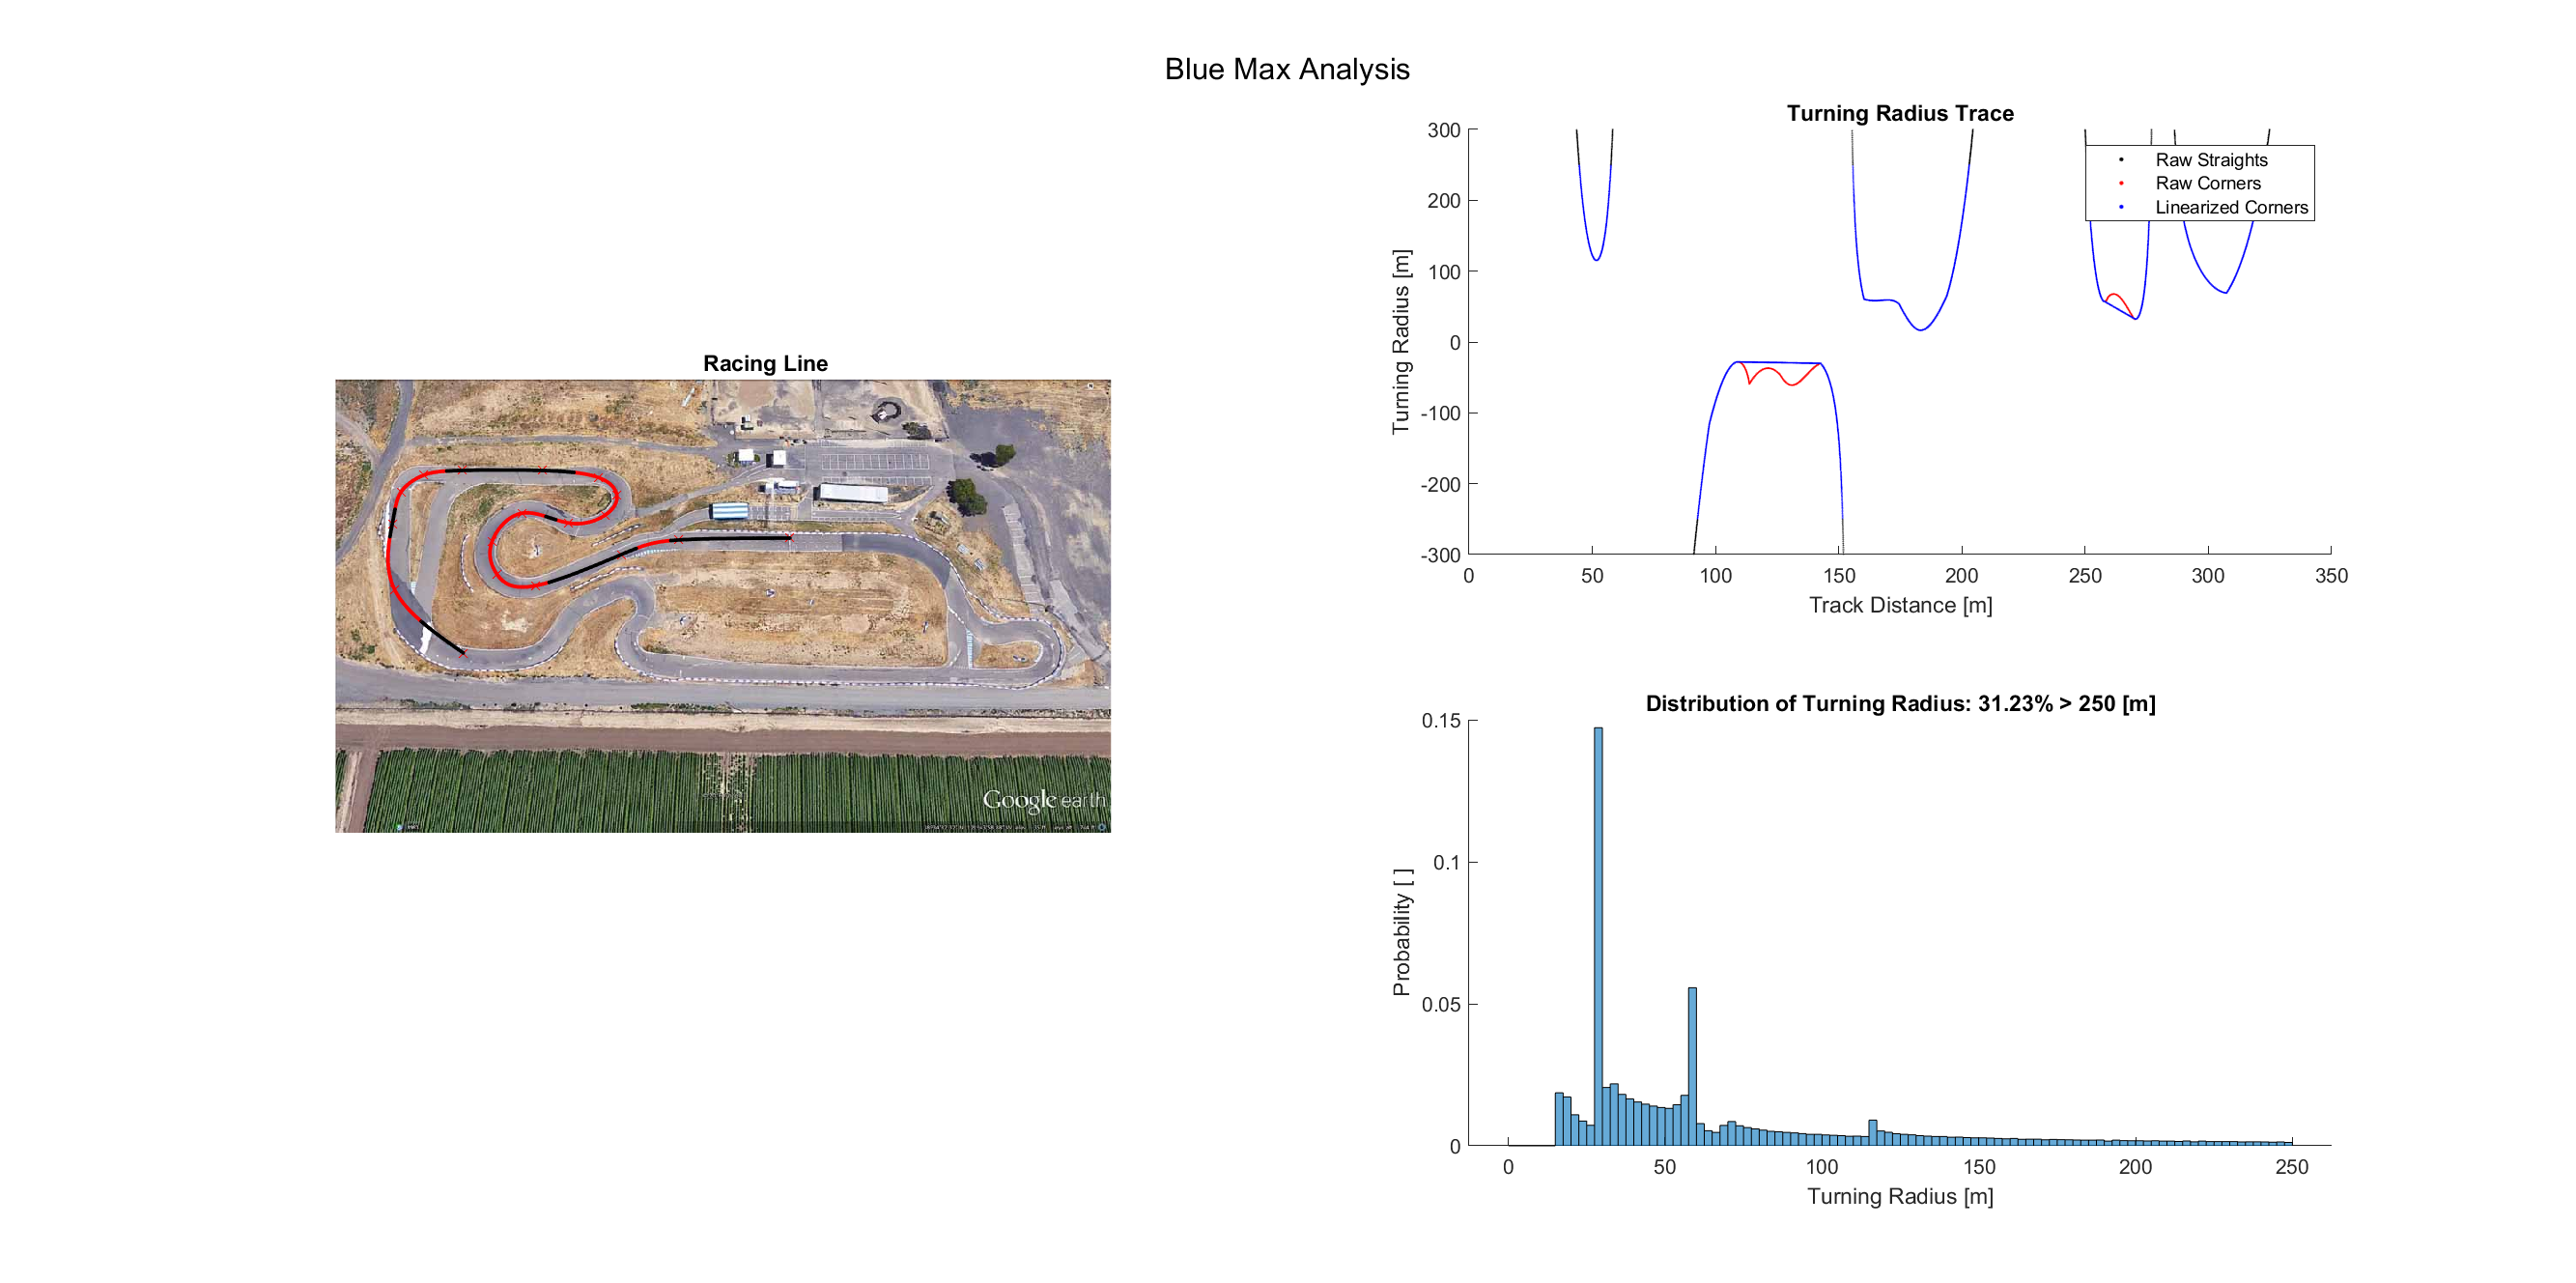 Blue Max Analysis
Racing Line
Google earth
Turning Radius Trace
Turning Radius [m]
300
200
100
0
-100
-200
-300
0 50 100 150 200 250 300 350
Track Distance [m]
Raw Straights
Raw Corners
Linearized Corners
Distribution of Turning Radius: 31.23% > 250 [m]
Probability [ ]
0.15
0.1
0.05
0
0 50 100 150 200 250
Turning Radius [m]